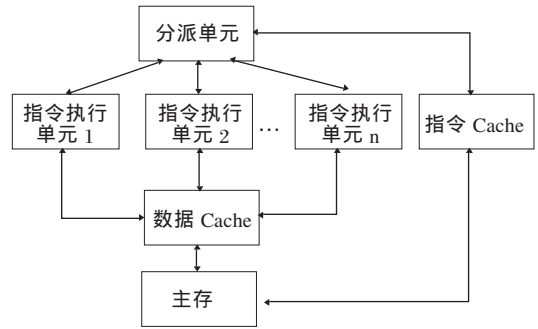 分派单元
指令执行
单元 1
指令执行
单元 2
…
指令执行
单元 n
指令 Cache
数据 Cache
主存